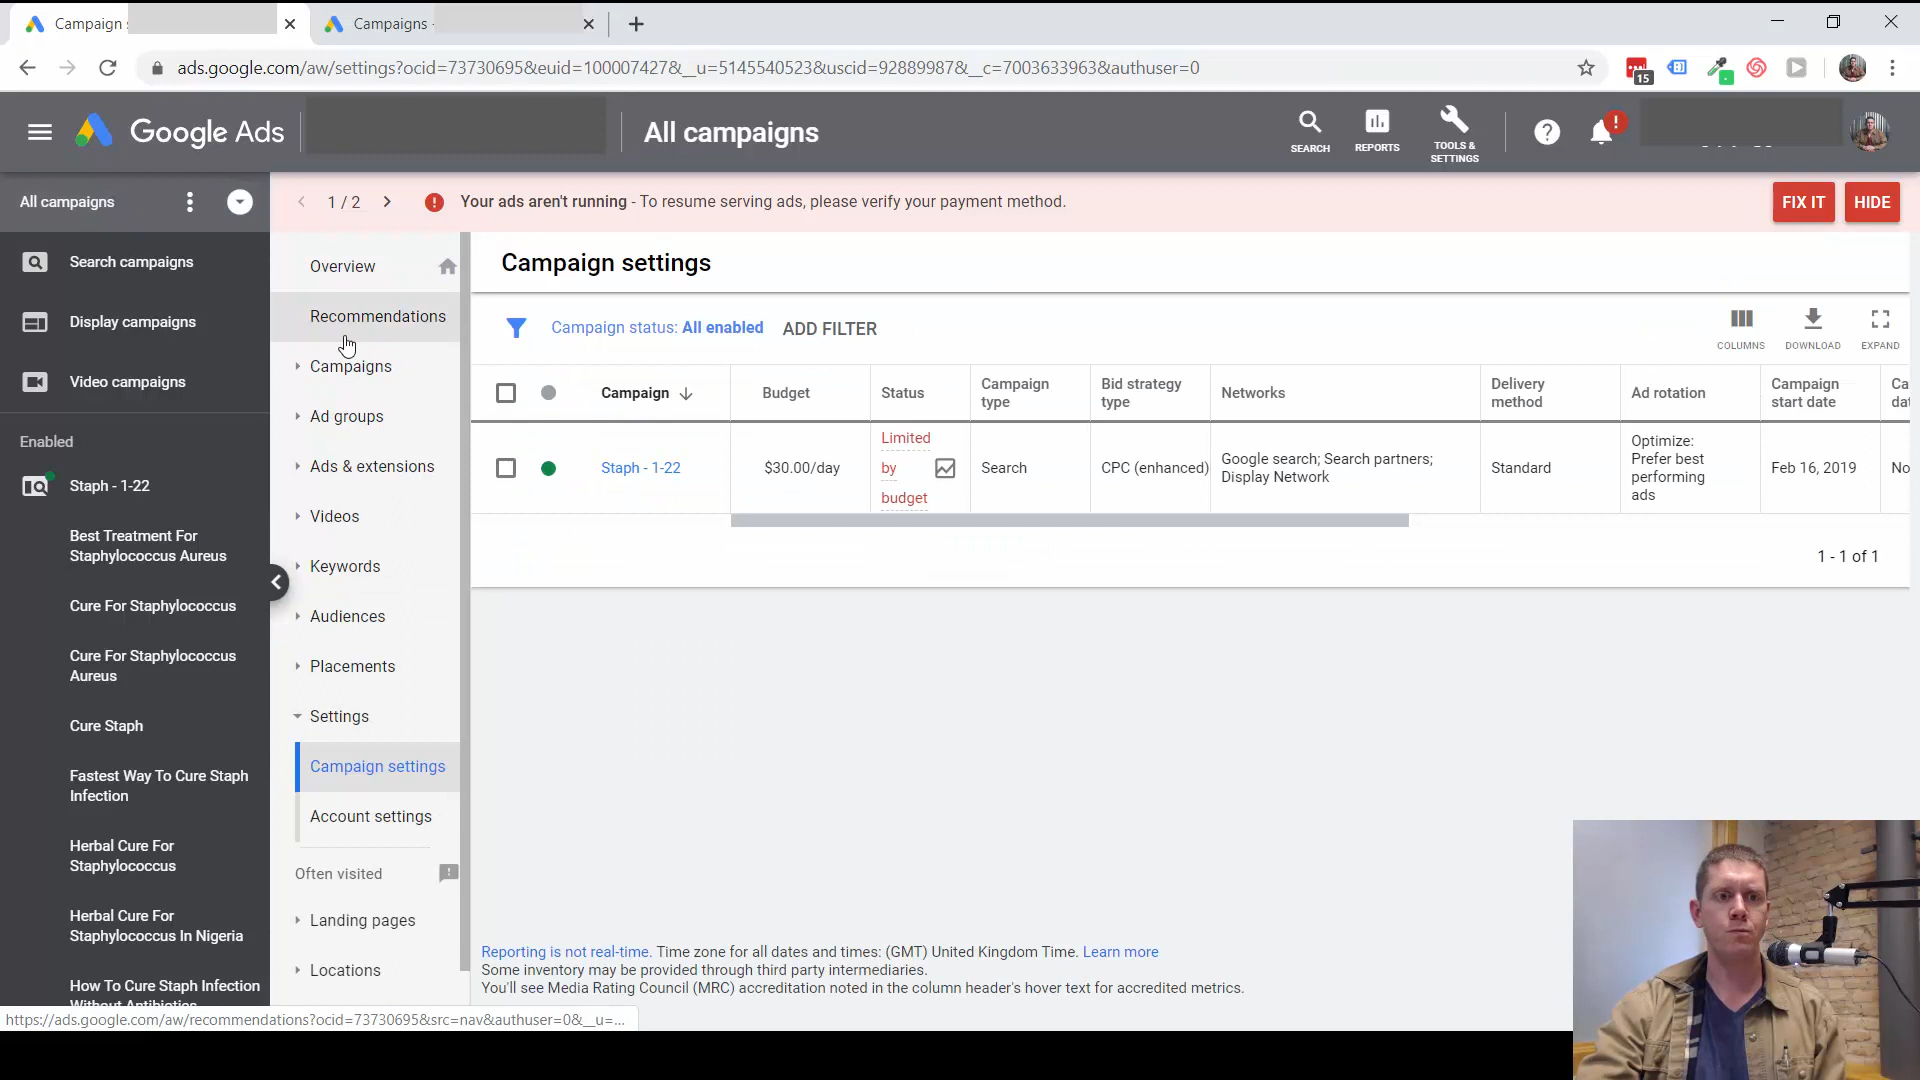 Campaign
Campaigns -
ads.google.com/aw/settings?ocid=73730695&euid=100007427&__u=5145540523&uscid=92889987&__c=7003633963&authuser=0
15
Google Ads
All campaigns
SEARCH
REPORTS
TOOLS &
SETTINGS
All campaigns
1 / 2
Your ads aren't running - To resume serving ads, please verify your payment method.
FIX IT
HIDE
Search campaigns
Display campaigns
Video campaigns
Enabled
Staph - 1-22
Best Treatment For
Staphylococcus Aureus
Cure For Staphylococcus
Cure For Staphylococcus
Aureus
Cure Staph
Fastest Way To Cure Staph
Infection
Herbal Cure For
Staphylococcus
Herbal Cure For
Staphylococcus In Nigeria
How To Cure Staph Infection
Without Antibiotics
Overview
Recommendations
Campaigns
Ad groups
Ads & extensions
Videos
Keywords
Audiences
Placements
Settings
Campaign settings
Account settings
Often visited
Landing pages
Locations
Campaign settings
Campaign status: All enabled
ADD FILTER
COLUMNS
DOWNLOAD
EXPAND
Campaign
Budget
Status
Campaign
type
Bid strategy
type
Networks
Delivery
method
Ad rotation
Campaign
start date
Ca
dat
Staph - 1-22
$30.00/day
Limited
by
budget
Search
CPC (enhanced)
Google search; Search partners;
Display Network
Standard
Optimize:
Prefer best
performing
ads
Feb 16, 2019
No
1 - 1 of 1
Reporting is not real-time. Time zone for all dates and times: (GMT) United Kingdom Time. Learn more
Some inventory may be provided through third party intermediaries.
You'll see Media Rating Council (MRC) accreditation noted in the column header's hover text for accredited metrics.
https://ads.google.com/aw/recommendations?ocid=73730695&src=nav&authuser=0&__u=...